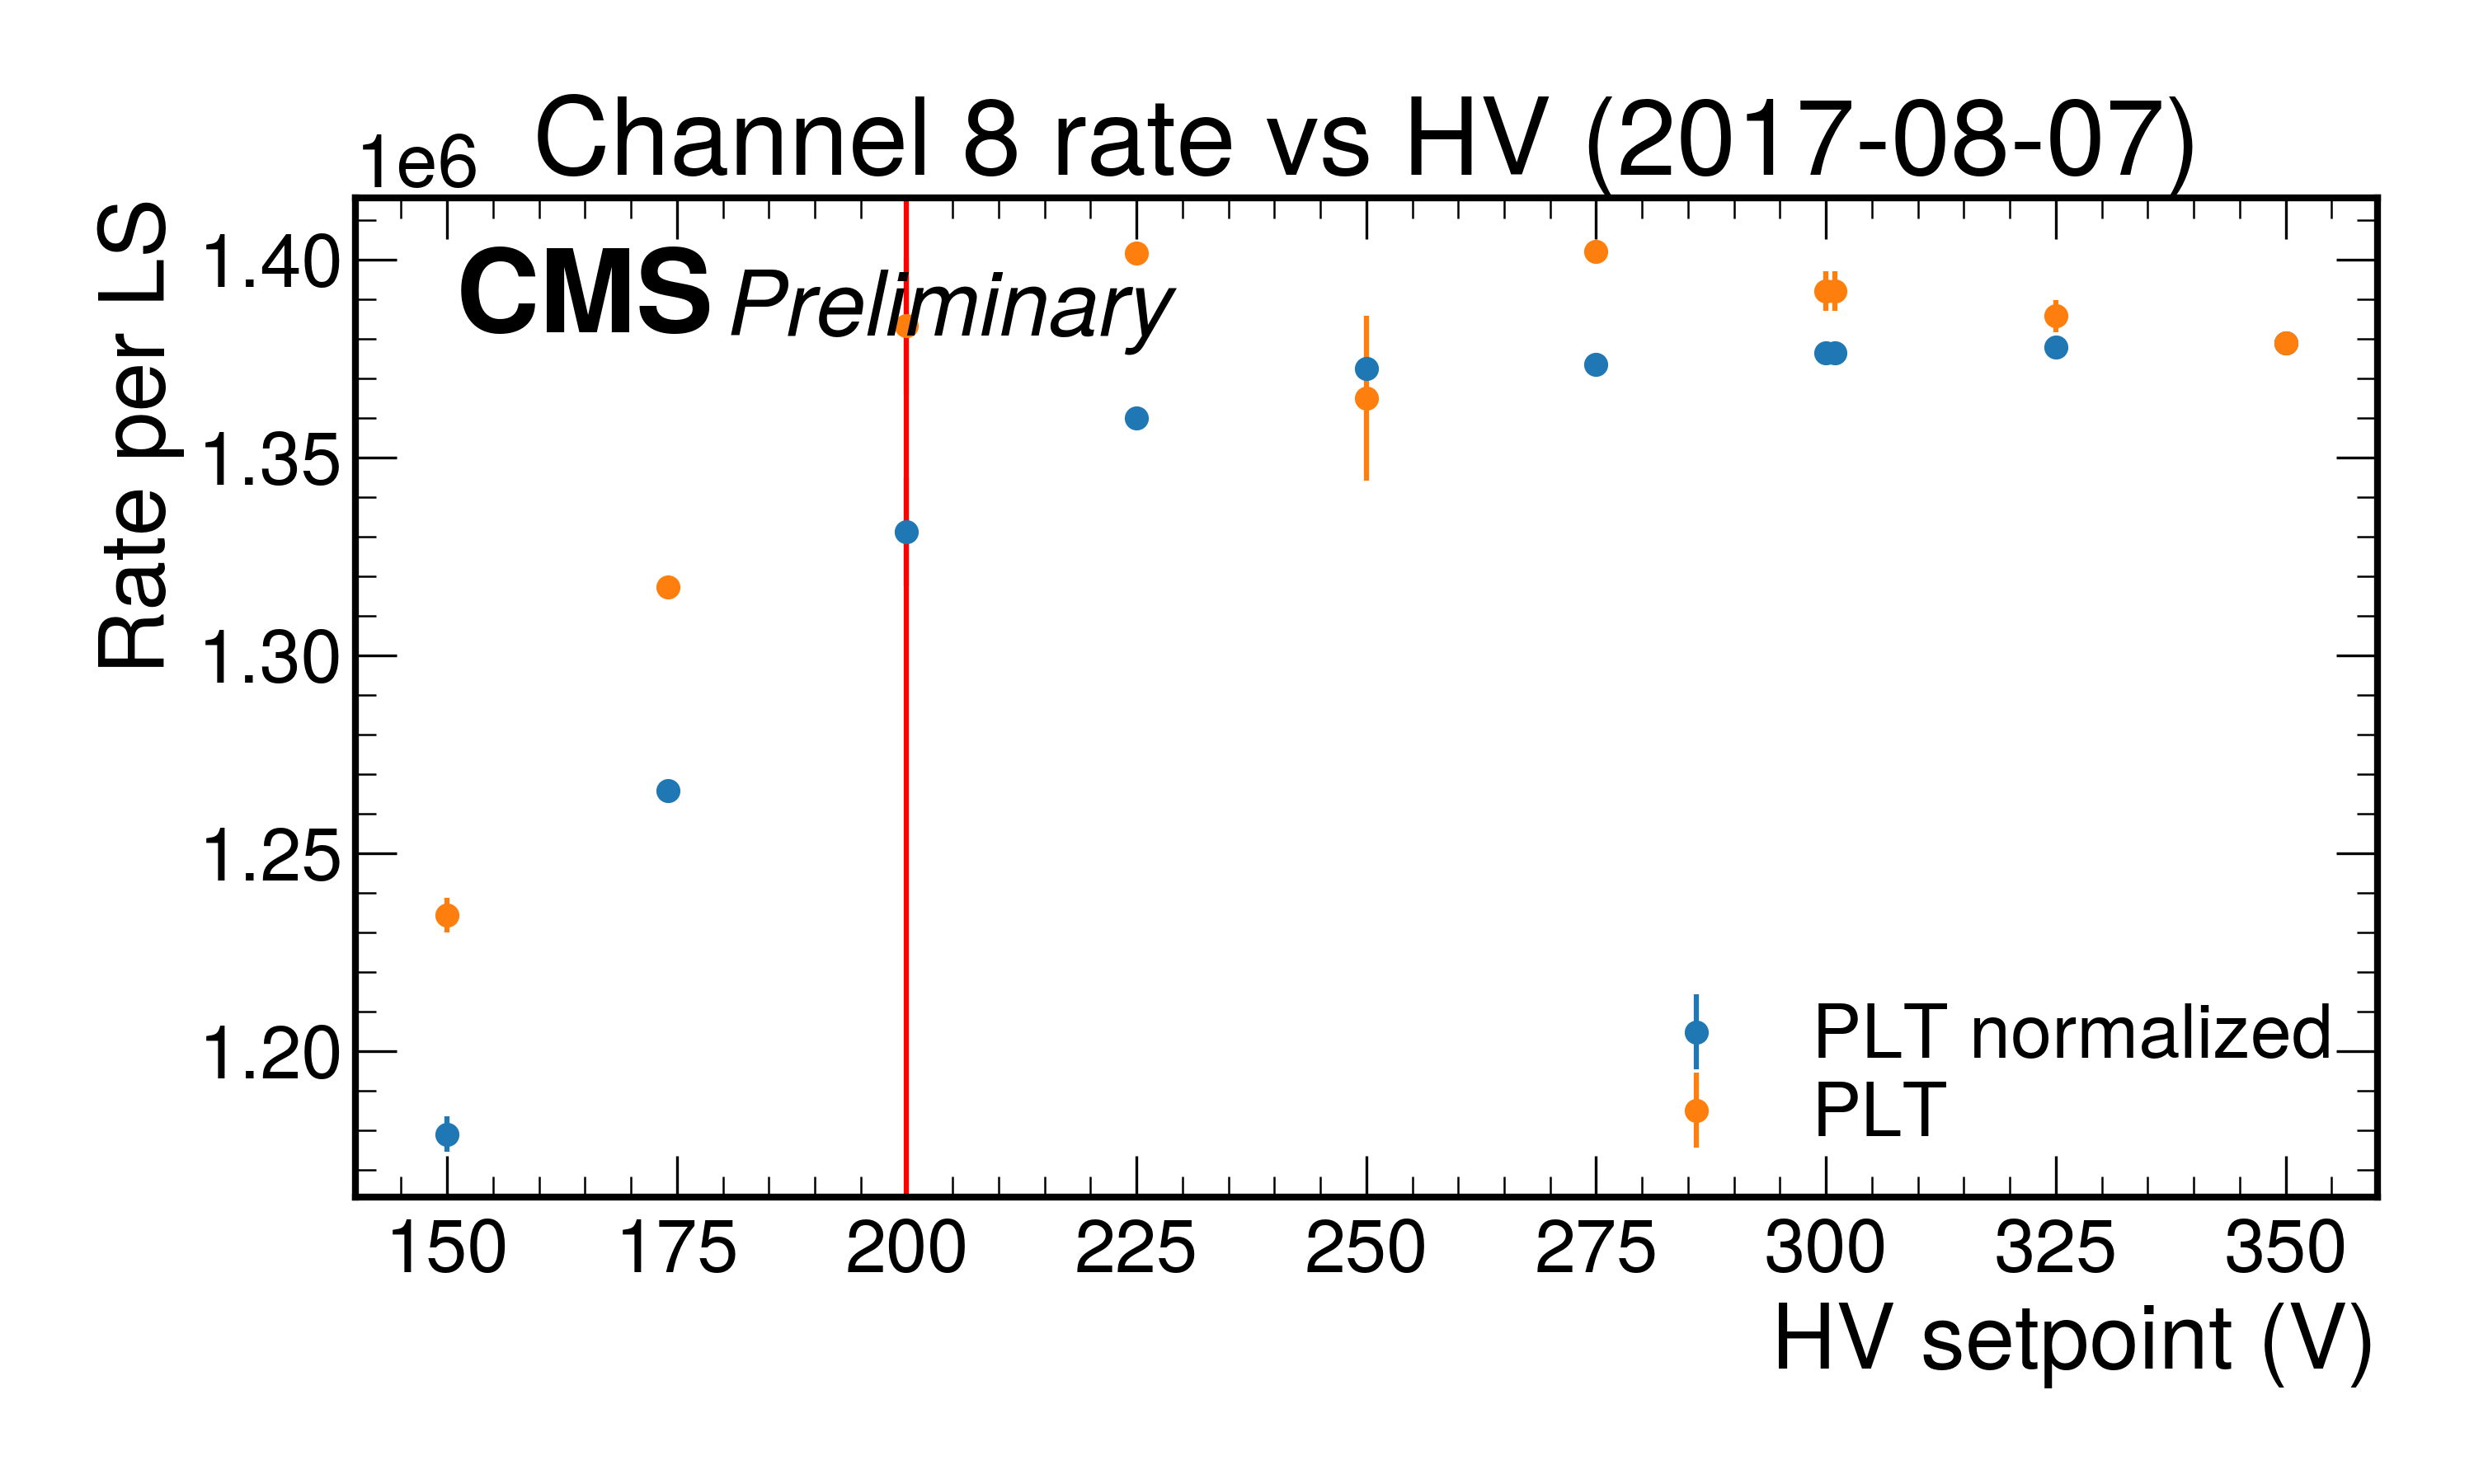 Channel 8 rate vs HV (2017-08-07)
1e6
Rate per LS
CMS Preliminary
1.40
1.35
1.30
1.25
1.20
PLT normalized
PLT
150 175 200 225 250 275 300 325 350
HV setpoint (V)